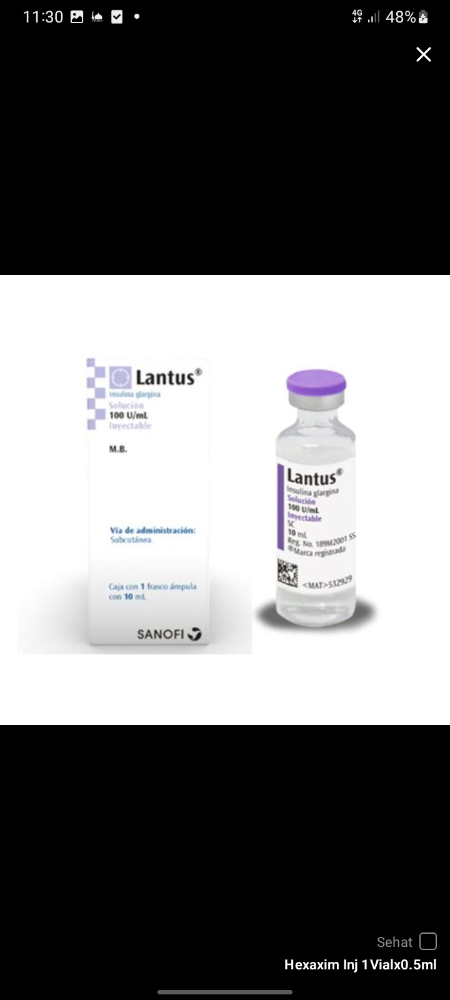 11:30
4G 48%
Lantus®
Insulina glargina
Solución
100 U/mL
Inyectable
M.B.
Vía de administración:
Subcutánea.
Caja con 1 frasco ámpula
con 10 mL
SANOFI
Lantus®
Insulina glargina
Solución
100 U/mL
Inyectable
SC
10 mL
Reg. No. 189M2001 SS
®Marca registrada
<MAT>532929
Sehat
Hexaxim Inj 1Vialx0.5ml